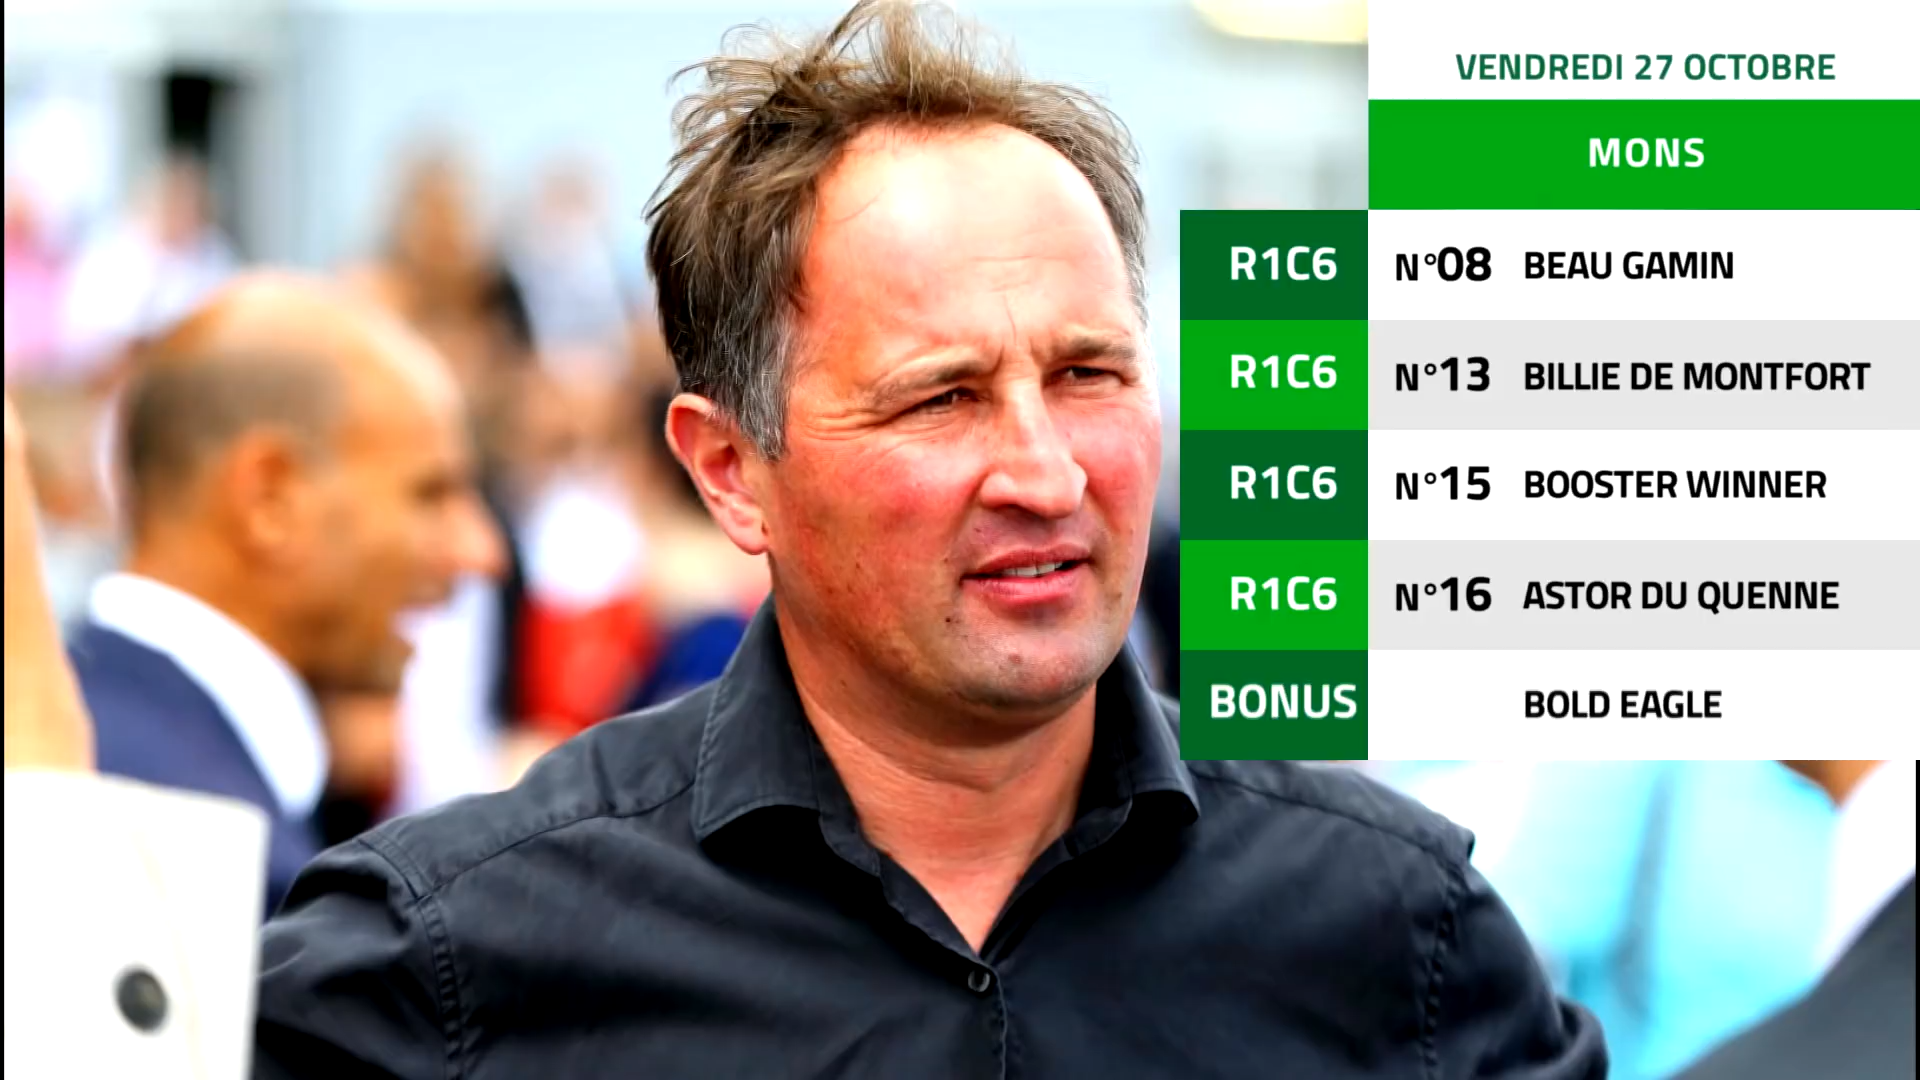 VENDREDI 27 OCTOBRE
MONS
R1C6 N°08 BEAU GAMIN
R1C6 N°13 BILLIE DE MONTFORT
R1C6 N°15 BOOSTER WINNER
R1C6 N°16 ASTOR DU QUENNE
BONUS BOLD EAGLE